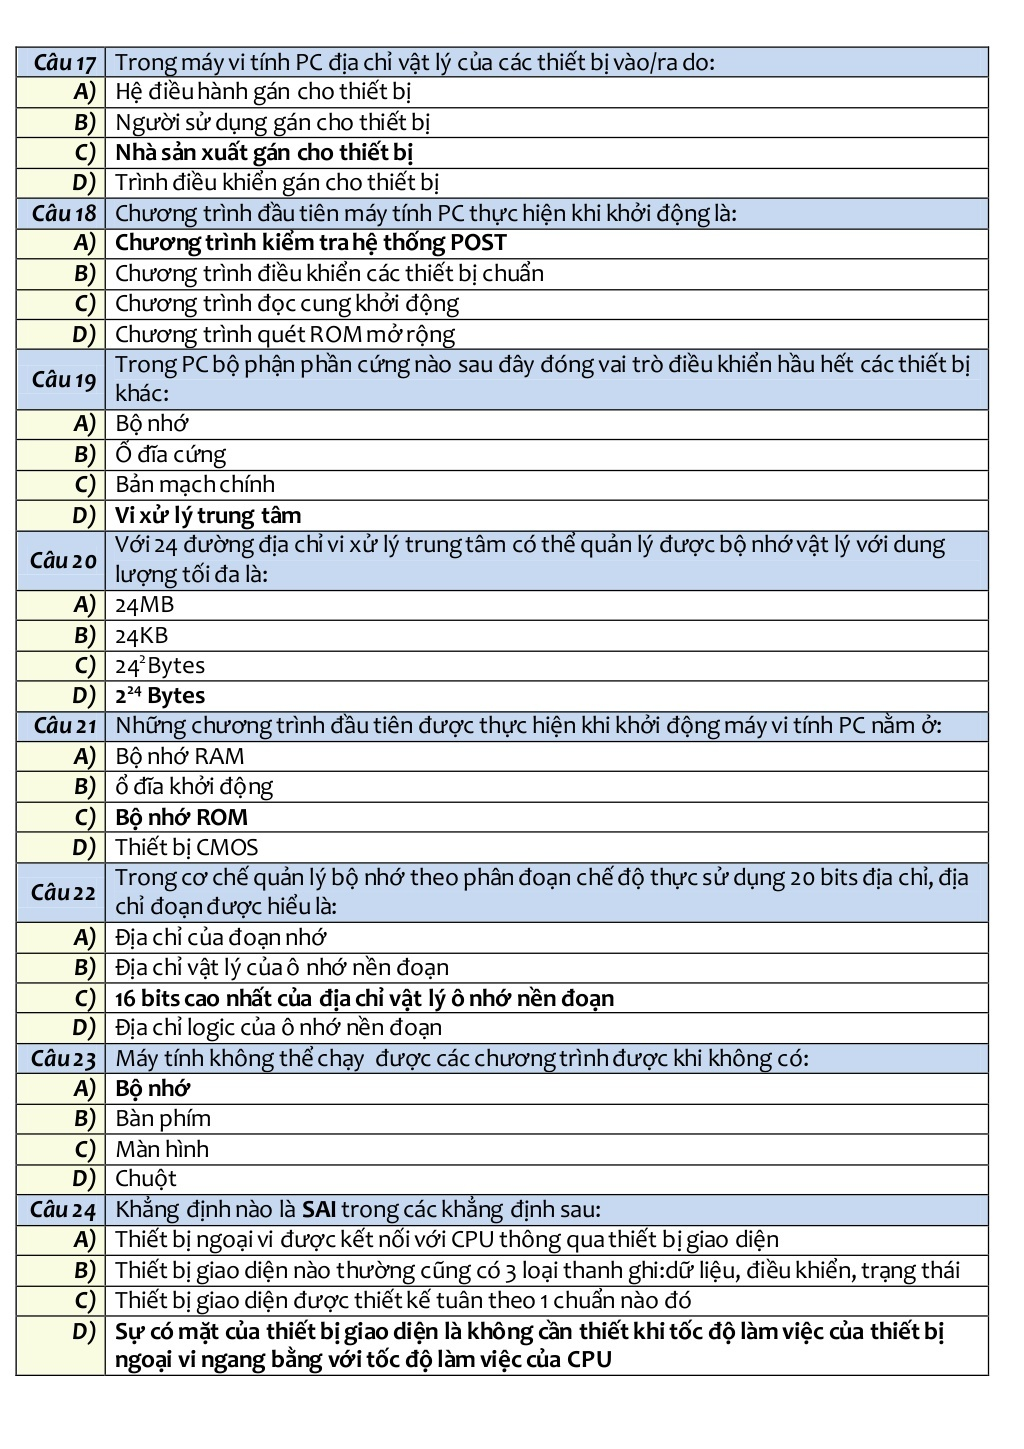 Câu 17 Trong máy vi tính PC địa chỉ vật lý của các thiết bị vào/ra do:
A) Hệ điều hành gán cho thiết bị
B) Người sử dụng gán cho thiết bị
C) Nhà sản xuất gán cho thiết bị
D) Trình điều khiển gán cho thiết bị
Câu 18 Chương trình đầu tiên máy tính PC thực hiện khi khởi động là:
A) Chương trình kiểm tra hệ thống POST
B) Chương trình điều khiển các thiết bị chuẩn
C) Chương trình đọc cung khởi động
D) Chương trình quét ROM mở rộng
Câu 19 Trong PC bộ phận phần cứng nào sau đây đóng vai trò điều khiển hầu hết các thiết bị
khác:
A) Bộ nhớ
B) Ổ đĩa cứng
C) Bản mạch chính
D) Vi xử lý trung tâm
Câu 20 Với 24 đường địa chỉ vi xử lý trung tâm có thể quản lý được bộ nhớ vật lý với dung
lượng tối đa là:
A) 24MB
B) 24KB
C) 24² Bytes
D) 2²⁴ Bytes
Câu 21 Những chương trình đầu tiên được thực hiện khi khởi động máy vi tính PC nằm ở:
A) Bộ nhớ RAM
B) ổ đĩa khởi động
C) Bộ nhớ ROM
D) Thiết bị CMOS
Câu 22 Trong cơ chế quản lý bộ nhớ theo phân đoạn chế độ thực sử dụng 20 bits địa chỉ, địa
chỉ đoạn được hiểu là:
A) Địa chỉ của đoạn nhớ
B) Địa chỉ vật lý của ô nhớ nền đoạn
C) 16 bits cao nhất của địa chỉ vật lý ô nhớ nền đoạn
D) Địa chỉ logic của ô nhớ nền đoạn
Câu 23 Máy tính không thể chạy được các chương trình được khi không có:
A) Bộ nhớ
B) Bàn phím
C) Màn hình
D) Chuột
Câu 24 Khẳng định nào là SAI trong các khẳng định sau:
A) Thiết bị ngoại vi được kết nối với CPU thông qua thiết bị giao diện
B) Thiết bị giao diện nào thường cũng có 3 loại thanh ghi:dữ liệu, điều khiển, trạng thái
C) Thiết bị giao diện được thiết kế tuân theo 1 chuẩn nào đó
D) Sự có mặt của thiết bị giao diện là không cần thiết khi tốc độ làm việc của thiết bị
ngoại vi ngang bằng với tốc độ làm việc của CPU